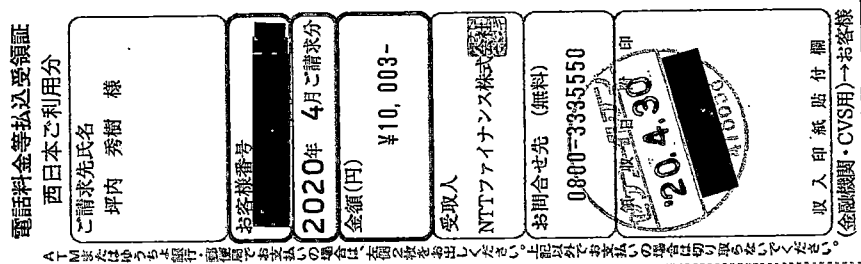 電話料金等払込受領証
西日本ご利用分
ご請求先氏名
坪内 秀樹 様
お客様番号
2020年 4月ご請求分
金額(円)
¥10,003-
受取人
NTTファイナンス株式会社
お問合せ先 (無料)
0800-3335550
印
'20.4.30
収入印紙貼付欄
(金融機関・CVS用)→お客様
ATMまたはゆうちょ銀行・郵便局でお支払いの場合は、左側2枚をお出しください。上記以外でお支払いの場合は切り取らないでください。